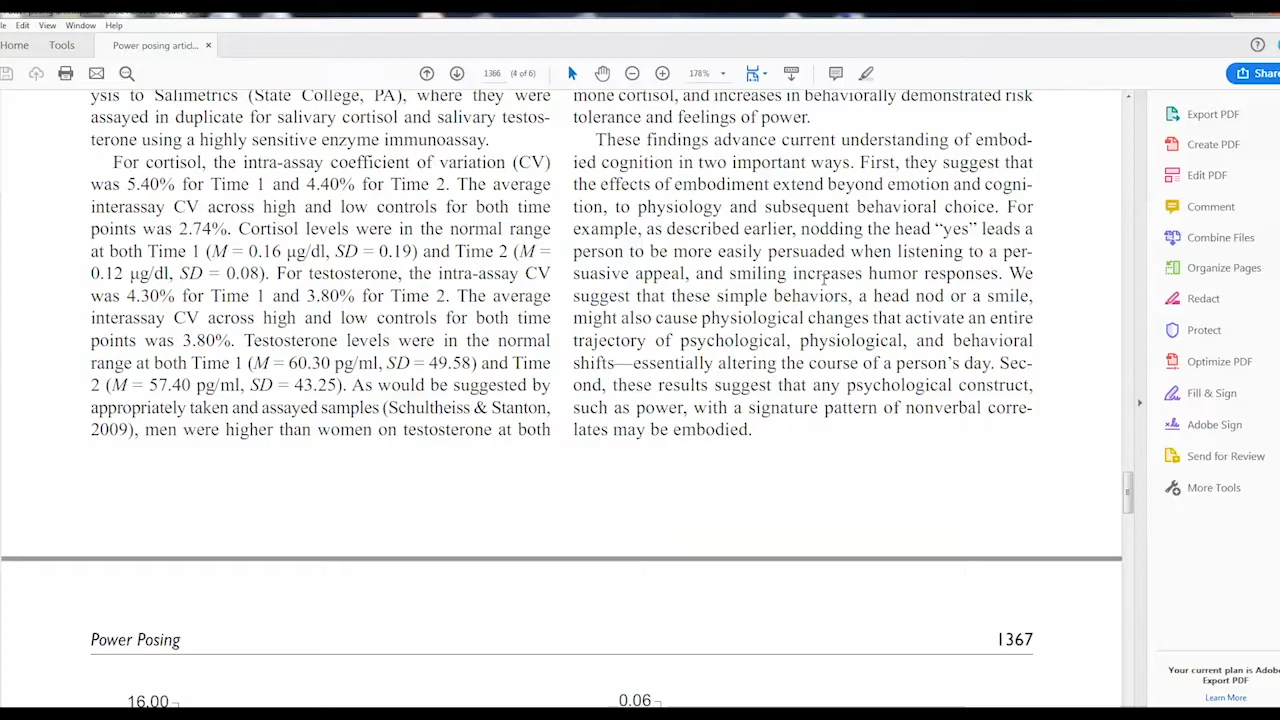 Edit View Window Help
Home Tools Power posing articl... ×
1366 (4 of 6) 178%
Share
ysis to Salimetrics (State College, PA), where they were
assayed in duplicate for salivary cortisol and salivary testos-
terone using a highly sensitive enzyme immunoassay.
For cortisol, the intra-assay coefficient of variation (CV)
was 5.40% for Time 1 and 4.40% for Time 2. The average
interassay CV across high and low controls for both time
points was 2.74%. Cortisol levels were in the normal range
at both Time 1 (M = 0.16 μg/dl, SD = 0.19) and Time 2 (M =
0.12 μg/dl, SD = 0.08). For testosterone, the intra-assay CV
was 4.30% for Time 1 and 3.80% for Time 2. The average
interassay CV across high and low controls for both time
points was 3.80%. Testosterone levels were in the normal
range at both Time 1 (M = 60.30 pg/ml, SD = 49.58) and Time
2 (M = 57.40 pg/ml, SD = 43.25). As would be suggested by
appropriately taken and assayed samples (Schultheiss & Stanton,
2009), men were higher than women on testosterone at both
mone cortisol, and increases in behaviorally demonstrated risk
tolerance and feelings of power.
These findings advance current understanding of embod-
ied cognition in two important ways. First, they suggest that
the effects of embodiment extend beyond emotion and cogni-
tion, to physiology and subsequent behavioral choice. For
example, as described earlier, nodding the head “yes” leads a
person to be more easily persuaded when listening to a per-
suasive appeal, and smiling increases humor responses. We
suggest that these simple behaviors, a head nod or a smile,
might also cause physiological changes that activate an entire
trajectory of psychological, physiological, and behavioral
shifts—essentially altering the course of a person’s day. Sec-
ond, these results suggest that any psychological construct,
such as power, with a signature pattern of nonverbal corre-
lates may be embodied.
Power Posing 1367
16.00 0.06
Export PDF
Create PDF
Edit PDF
Comment
Combine Files
Organize Pages
Redact
Protect
Optimize PDF
Fill & Sign
Adobe Sign
Send for Review
More Tools
Your current plan is Adobe
Export PDF
Learn More